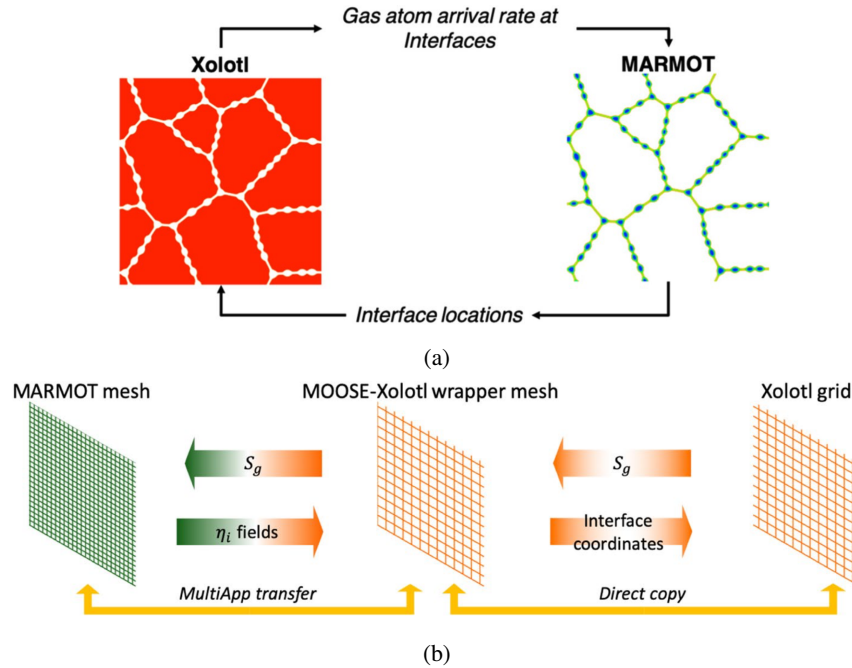 Gas atom arrival rate at
Interfaces
Xolotl
MARMOT
Interface locations
(a)
MARMOT mesh
MOOSE-Xolotl wrapper mesh
Xolotl grid
S_g
S_g
η_i fields
Interface
coordinates
MultiApp transfer
Direct copy
(b)